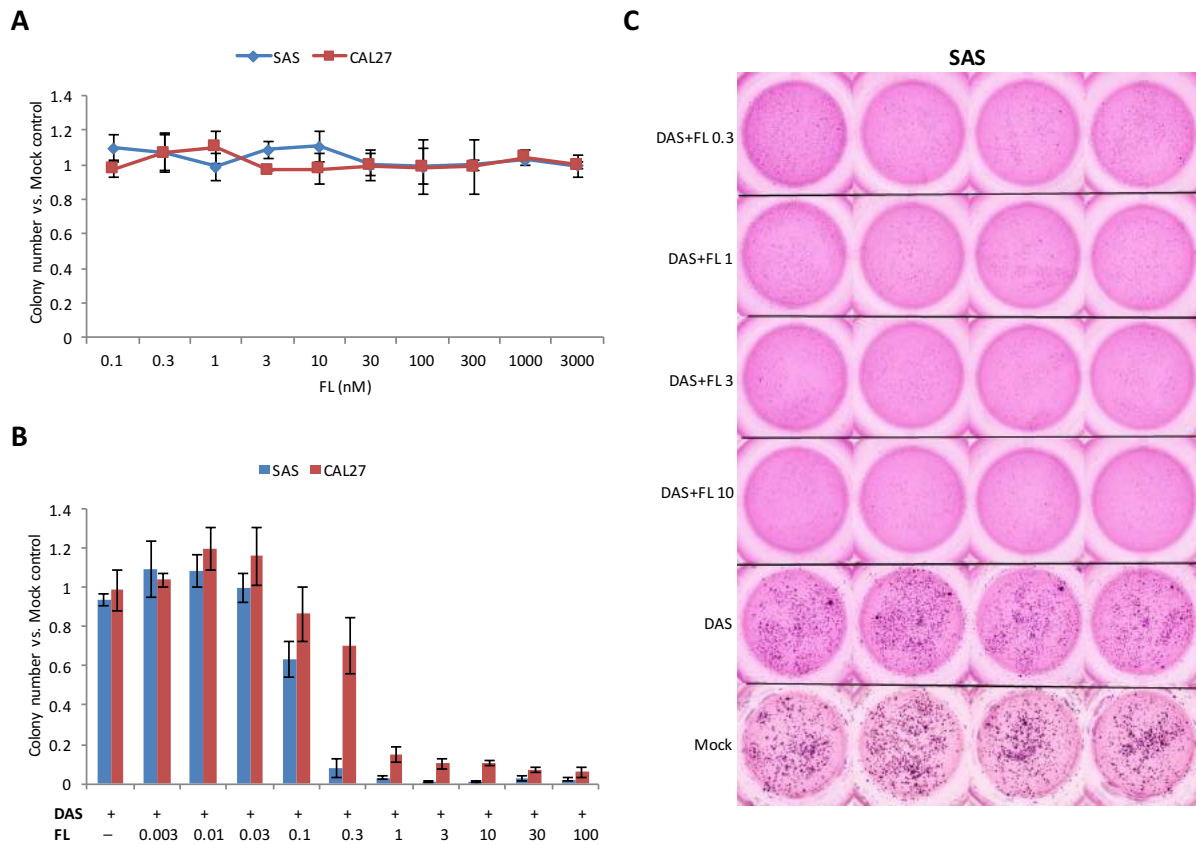 A
SAS CAL27
Colony number vs. Mock control
1.4
1.2
1
0.8
0.6
0.4
0.2
0
0.1 0.3 1 3 10 30 100 300 1000 3000
FL (nM)
B
SAS CAL27
Colony number vs. Mock control
1.4
1.2
1
0.8
0.6
0.4
0.2
0
DAS + + + + + + + + + + +
FL – 0.003 0.01 0.03 0.1 0.3 1 3 10 30 100
C
SAS
DAS+FL 0.3
DAS+FL 1
DAS+FL 3
DAS+FL 10
DAS
Mock